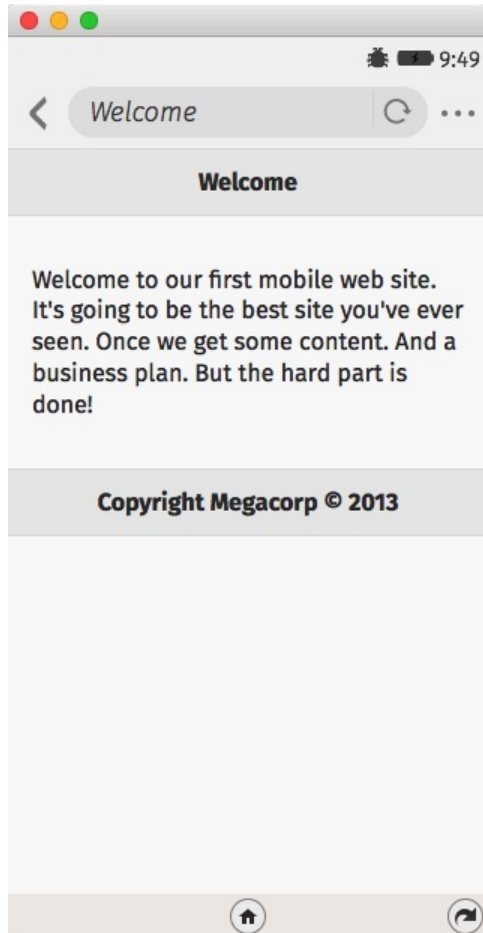 9:49
Welcome
Welcome
Welcome to our first mobile web site.
It's going to be the best site you've ever
seen. Once we get some content. And a
business plan. But the hard part is
done!
Copyright Megacorp © 2013